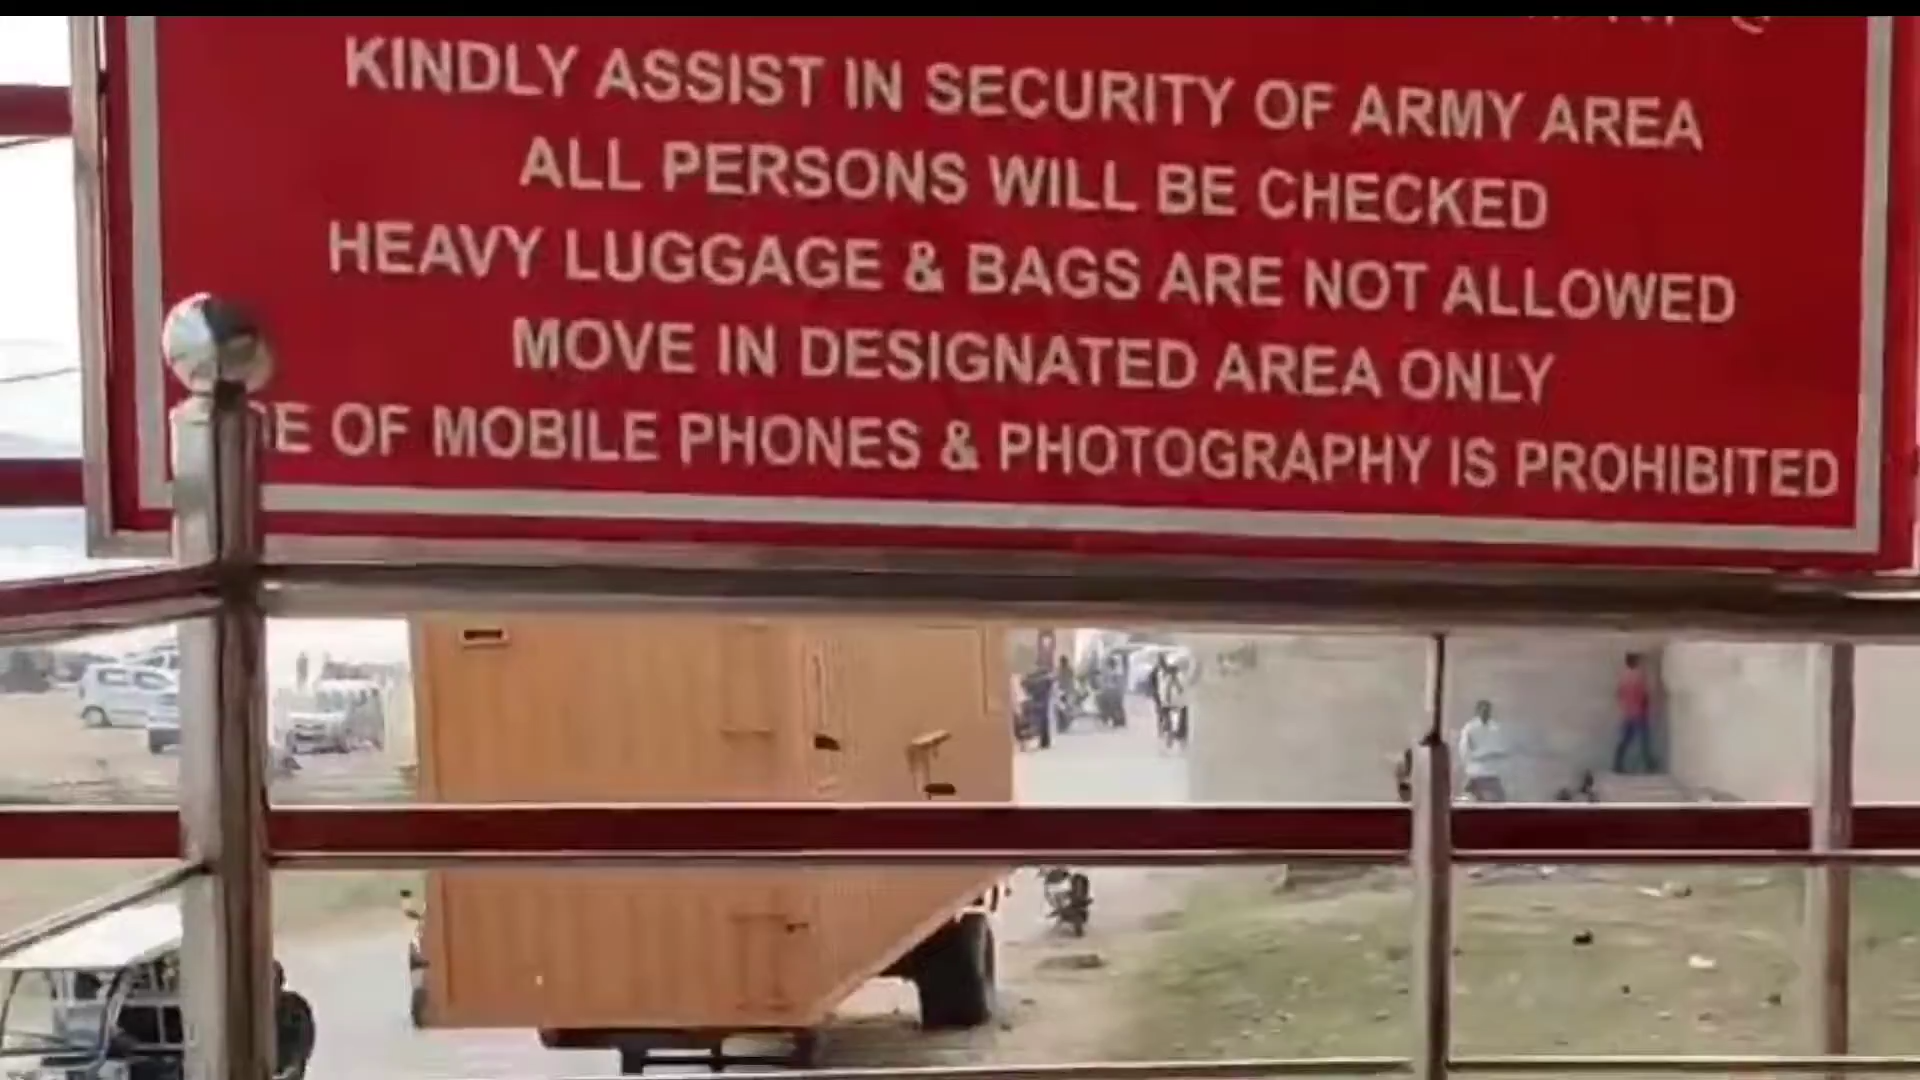 KINDLY ASSIST IN SECURITY OF ARMY AREA
ALL PERSONS WILL BE CHECKED
HEAVY LUGGAGE & BAGS ARE NOT ALLOWED
MOVE IN DESIGNATED AREA ONLY
OF MOBILE PHONES & PHOTOGRAPHY IS PROHIBITED